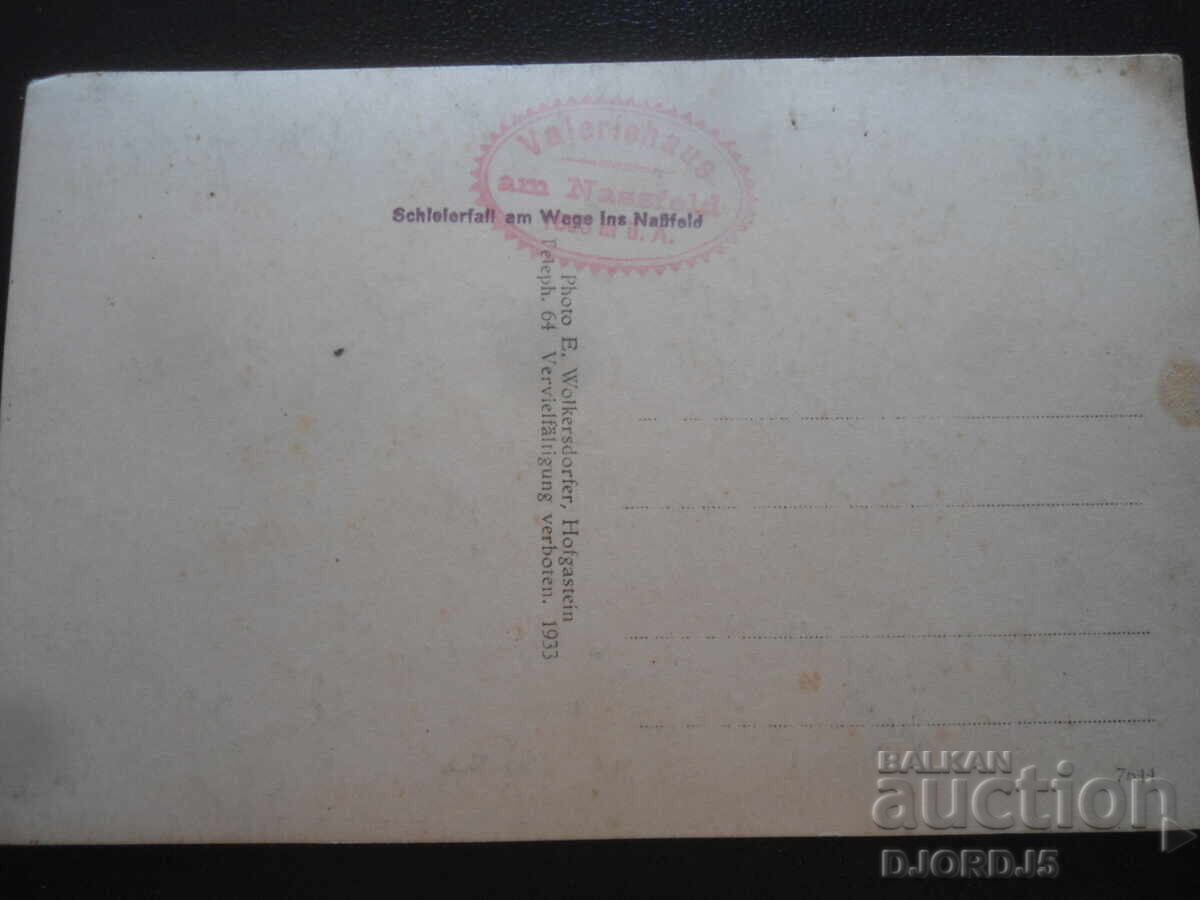 Valeriehaus
am Nassfeld
m ü. A.
Schleierfall am Wege ins Naßfeld
Photo E. Wolkersdorfer, Hofgastein
Teleph. 64 Vervielfältigung verboten. 1933
BALKAN
auction
DJORDJ5